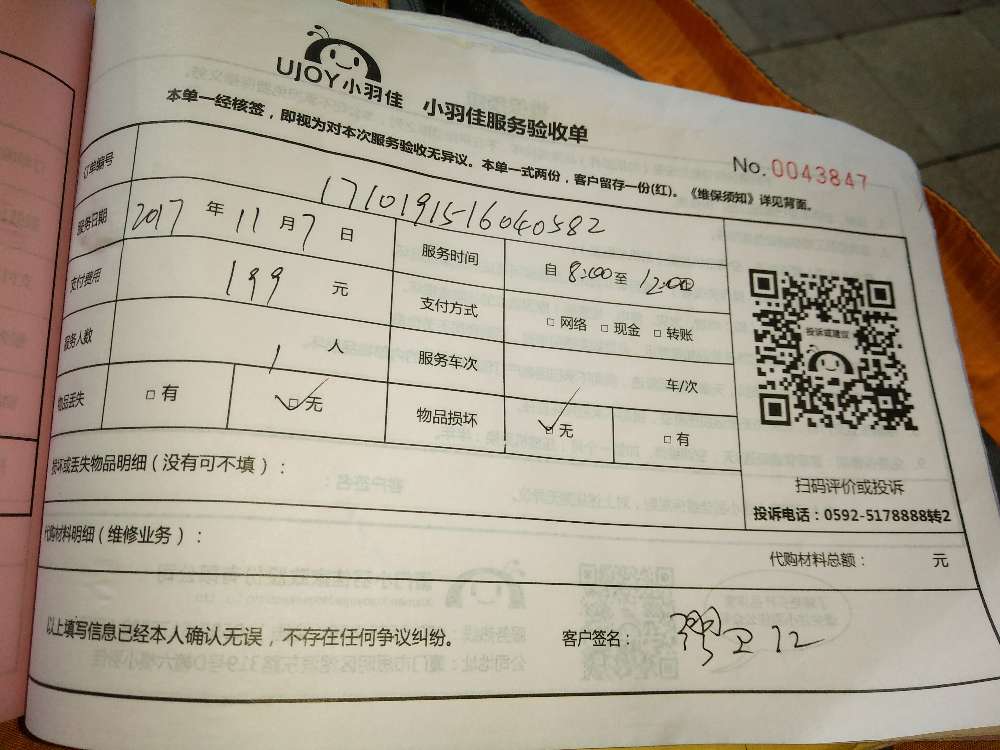 UJOY小羽佳 小羽佳服务验收单
本单一经核签，即视为对本次服务验收无异议。本单一式两份，客户留存一份(红)。《维保须知》详见背面。
No. 0043847
订单编号 1710191516040582
服务日期 2017 年 11 月 7 日 服务时间 自 8:00 至 12:00
支付费用 199 元 支付方式 □ 网络 □ 现金 □ 转账
服务人数 1 人 服务车次 车/次
物品丢失 □ 有 □ 无 物品损坏 □ 无 □ 有
投诉或建议
扫码评价或投诉
投诉电话：0592-5178888转2
损坏或丢失物品明细（没有可不填）：
代购材料明细（维修业务）：
代购材料总额： 元
以上填写信息已经本人确认无误，不存在任何争议纠纷。 客户签名：